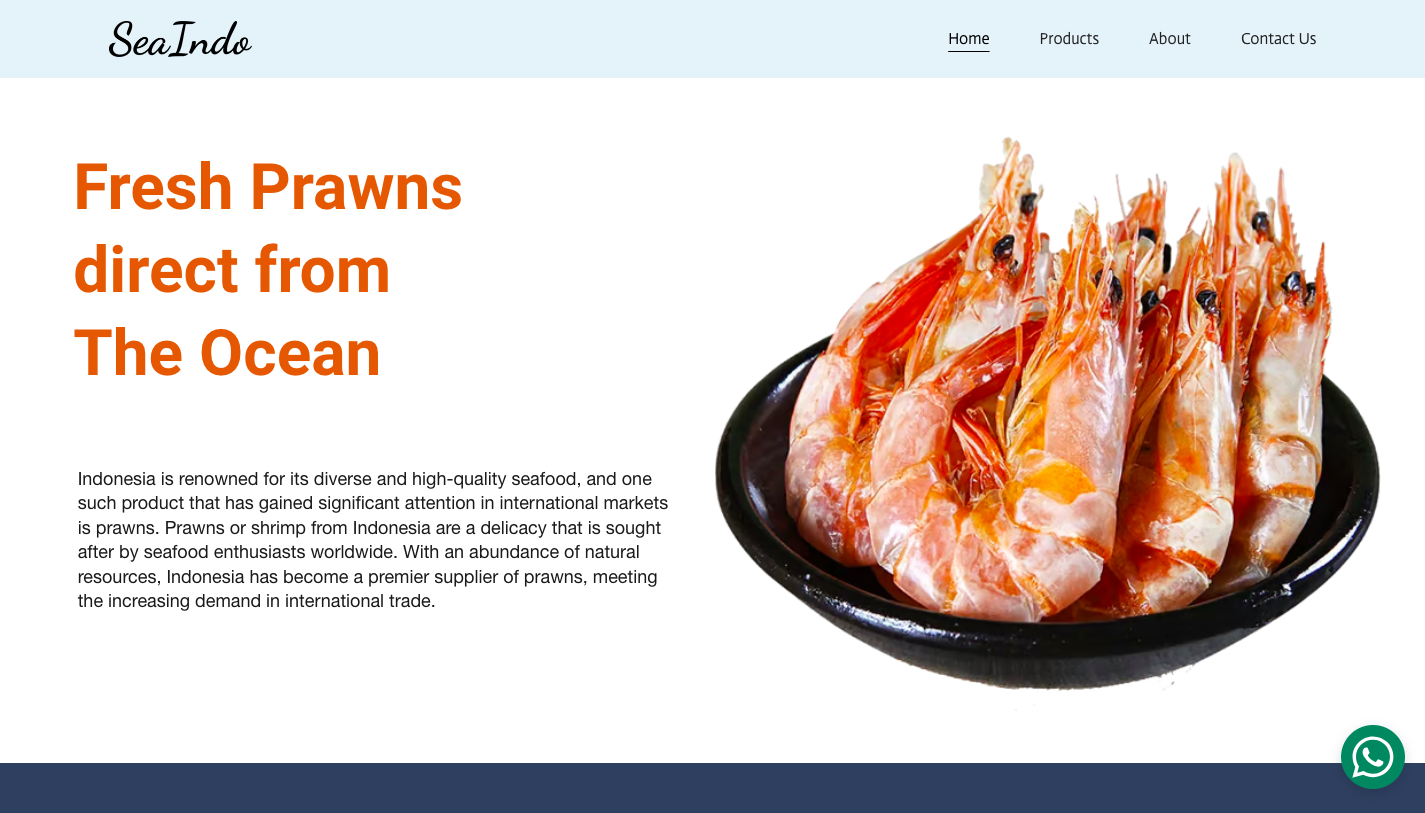 SeaIndo
Home
Products
About
Contact Us
Fresh Prawns
direct from
The Ocean
Indonesia is renowned for its diverse and high-quality seafood, and one
such product that has gained significant attention in international markets
is prawns. Prawns or shrimp from Indonesia are a delicacy that is sought
after by seafood enthusiasts worldwide. With an abundance of natural
resources, Indonesia has become a premier supplier of prawns, meeting
the increasing demand in international trade.